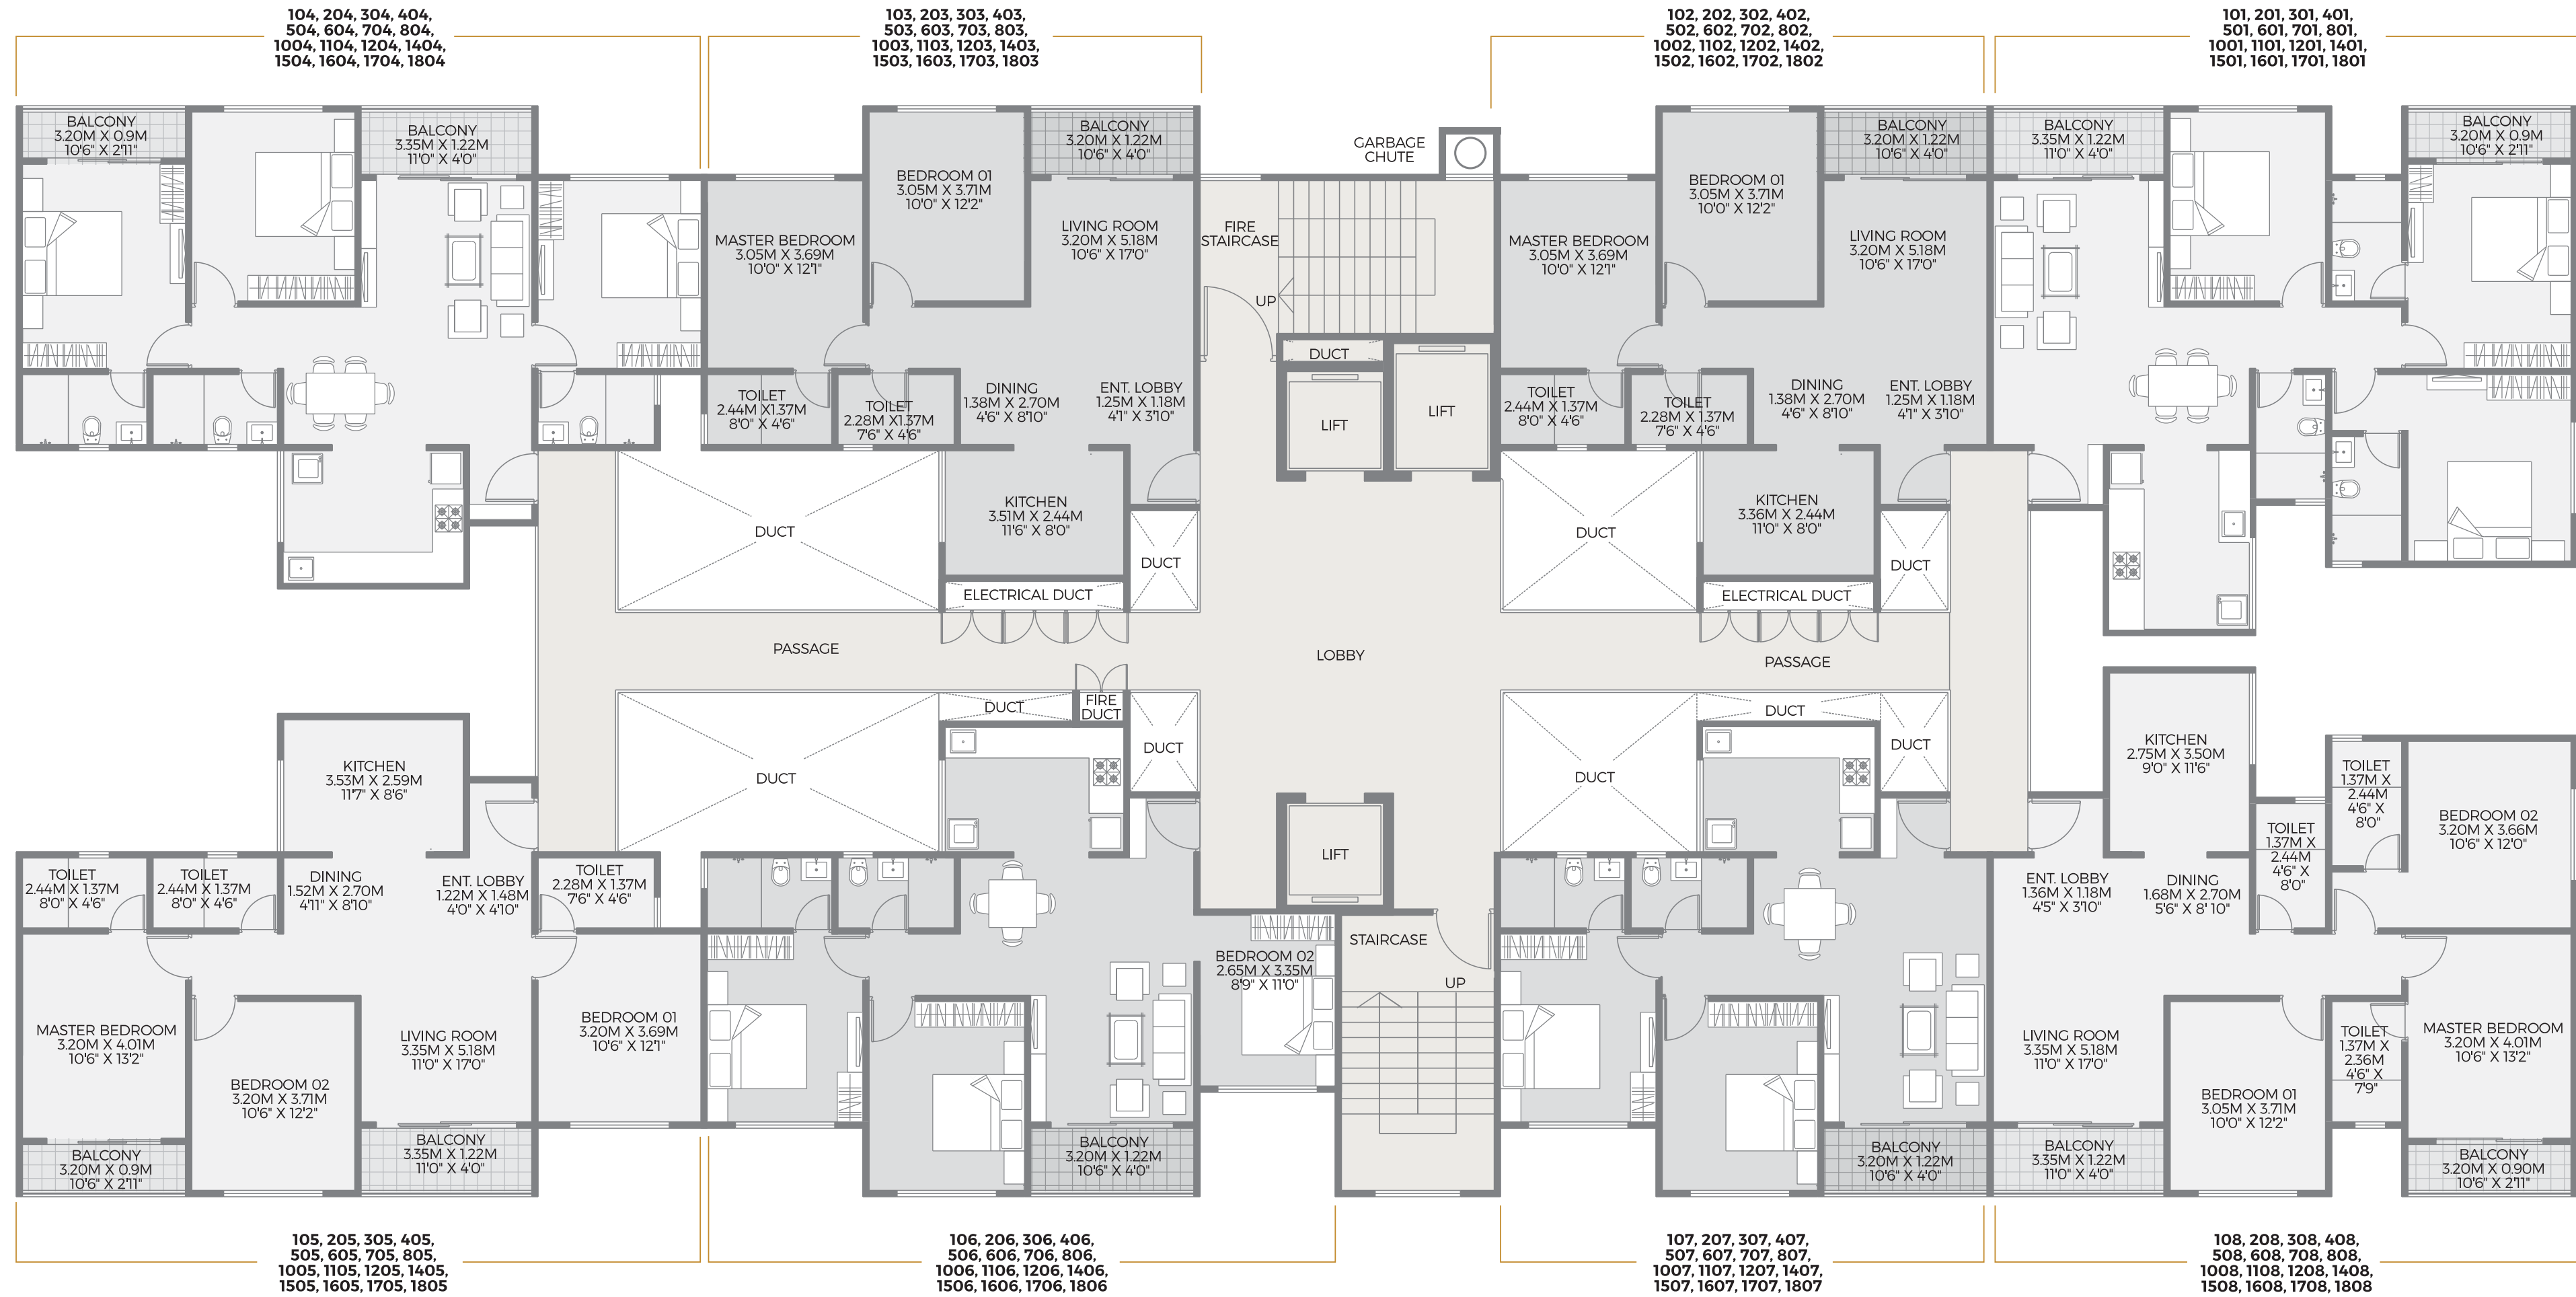 104, 204, 304, 404,
504, 604, 704, 804,
1004, 1104, 1204, 1404,
1504, 1604, 1704, 1804
103, 203, 303, 403,
503, 603, 703, 803,
1003, 1103, 1203, 1403,
1503, 1603, 1703, 1803
102, 202, 302, 402,
502, 602, 702, 802,
1002, 1102, 1202, 1402,
1502, 1602, 1702, 1802
101, 201, 301, 401,
501, 601, 701, 801,
1001, 1101, 1201, 1401,
1501, 1601, 1701, 1801
BALCONY
3.20M X 0.9M
10'6" X 2'11"
BALCONY
3.35M X 1.22M
11'0" X 4'0"
MASTER BEDROOM
3.05M X 3.69M
10'0" X 12'1"
BEDROOM 01
3.05M X 3.71M
10'0" X 12'2"
BALCONY
3.20M X 1.22M
10'6" X 4'0"
LIVING ROOM
3.20M X 5.18M
10'6" X 17'0"
TOILET
2.44M X1.37M
8'0" X 4'6"
TOILET
2.28M X1.37M
7'6" X 4'6"
DINING
1.38M X 2.70M
4'6" X 8'10"
ENT. LOBBY
1.25M X 1.18M
4'1" X 3'10"
KITCHEN
3.51M X 2.44M
11'6" X 8'0"
DUCT
DUCT
ELECTRICAL DUCT
GARBAGE
CHUTE
FIRE
STAIRCASE
UP
DUCT
LIFT
LIFT
MASTER BEDROOM
3.05M X 3.69M
10'0" X 12'1"
BEDROOM 01
3.05M X 3.71M
10'0" X 12'2"
BALCONY
3.20M X 1.22M
10'6" X 4'0"
LIVING ROOM
3.20M X 5.18M
10'6" X 17'0"
TOILET
2.44M X 1.37M
8'0" X 4'6"
TOILET
2.28M X 1.37M
7'6" X 4'6"
DINING
1.38M X 2.70M
4'6" X 8'10"
ENT. LOBBY
1.25M X 1.18M
4'1" X 3'10"
KITCHEN
3.36M X 2.44M
11'0" X 8'0"
DUCT
DUCT
ELECTRICAL DUCT
BALCONY
3.35M X 1.22M
11'0" X 4'0"
BALCONY
3.20M X 0.9M
10'6" X 2'11"
PASSAGE
LOBBY
PASSAGE
KITCHEN
3.53M X 2.59M
11'7" X 8'6"
TOILET
2.44M X 1.37M
8'0" X 4'6"
TOILET
2.44M X 1.37M
8'0" X 4'6"
DINING
1.52M X 2.70M
4'11" X 8'10"
ENT. LOBBY
1.22M X 1.48M
4'0" X 4'10"
TOILET
2.28M X 1.37M
7'6" X 4'6"
MASTER BEDROOM
3.20M X 4.01M
10'6" X 13'2"
BEDROOM 02
3.20M X 3.71M
10'6" X 12'2"
LIVING ROOM
3.35M X 5.18M
11'0" X 17'0"
BEDROOM 01
3.20M X 3.69M
10'6" X 12'1"
BALCONY
3.20M X 0.9M
10'6" X 2'11"
BALCONY
3.35M X 1.22M
11'0" X 4'0"
DUCT
DUCT
FIRE
DUCT
DUCT
BEDROOM 02
2.65M X 3.35M
8'9" X 11'0"
BALCONY
3.20M X 1.22M
10'6" X 4'0"
LIFT
STAIRCASE
UP
DUCT
DUCT
DUCT
BALCONY
3.20M X 1.22M
10'6" X 4'0"
KITCHEN
2.75M X 3.50M
9'0" X 11'6"
TOILET
1.37M X
2.44M
4'6" X
8'0"
BEDROOM 02
3.20M X 3.66M
10'6" X 12'0"
TOILET
1.37M X
2.44M
4'6" X
8'0"
ENT. LOBBY
1.36M X 1.18M
4'5" X 3'10"
DINING
1.68M X 2.70M
5'6" X 8' 10"
LIVING ROOM
3.35M X 5.18M
11'0" X 17'0"
TOILET
1.37M X
2.36M
4'6" X
7'9"
MASTER BEDROOM
3.20M X 4.01M
10'6" X 13'2"
BEDROOM 01
3.05M X 3.71M
10'0" X 12'2"
BALCONY
3.35M X 1.22M
11'0" X 4'0"
BALCONY
3.20M X 0.90M
10'6" X 2'11"
105, 205, 305, 405,
505, 605, 705, 805,
1005, 1105, 1205, 1405,
1505, 1605, 1705, 1805
106, 206, 306, 406,
506, 606, 706, 806,
1006, 1106, 1206, 1406,
1506, 1606, 1706, 1806
107, 207, 307, 407,
507, 607, 707, 807,
1007, 1107, 1207, 1407,
1507, 1607, 1707, 1807
108, 208, 308, 408,
508, 608, 708, 808,
1008, 1108, 1208, 1408,
1508, 1608, 1708, 1808